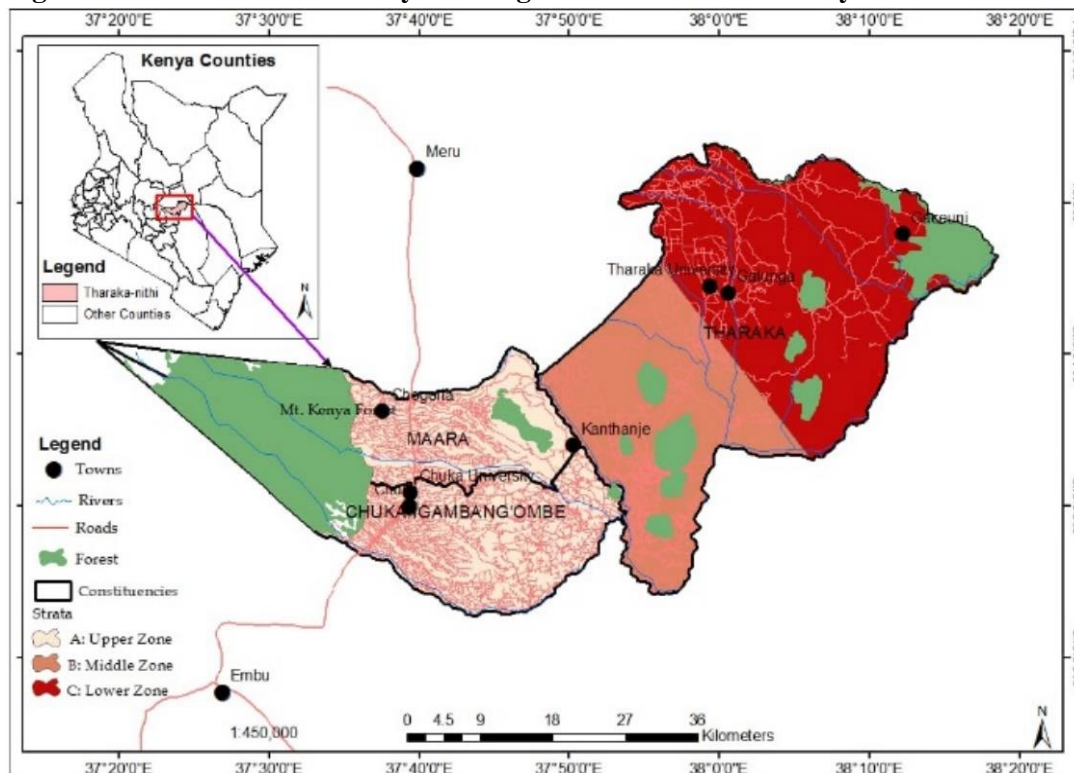 37°20'0"E 37°30'0"E 37°40'0"E 37°50'0"E 38°0'0"E 38°10'0"E 38°20'0"E
Kenya Counties
Legend
Tharaka-nithi
Other Counties
N
Meru
Gakeuni
Tharaka University
Gatunga
THARAKA
Chogoria
Mt. Kenya Forest
MAARA
Kanthanje
Chuka University
CHUKA/IGAMBANG'OMBE
Legend
Towns
Rivers
Roads
Forest
Constituencies
Strata
A: Upper Zone
B: Middle Zone
C: Lower Zone
Embu
1:450,000
0 4.5 9 18 27 36
Kilometers
N
37°20'0"E 37°30'0"E 37°40'0"E 37°50'0"E 38°0'0"E 38°10'0"E 38°20'0"E